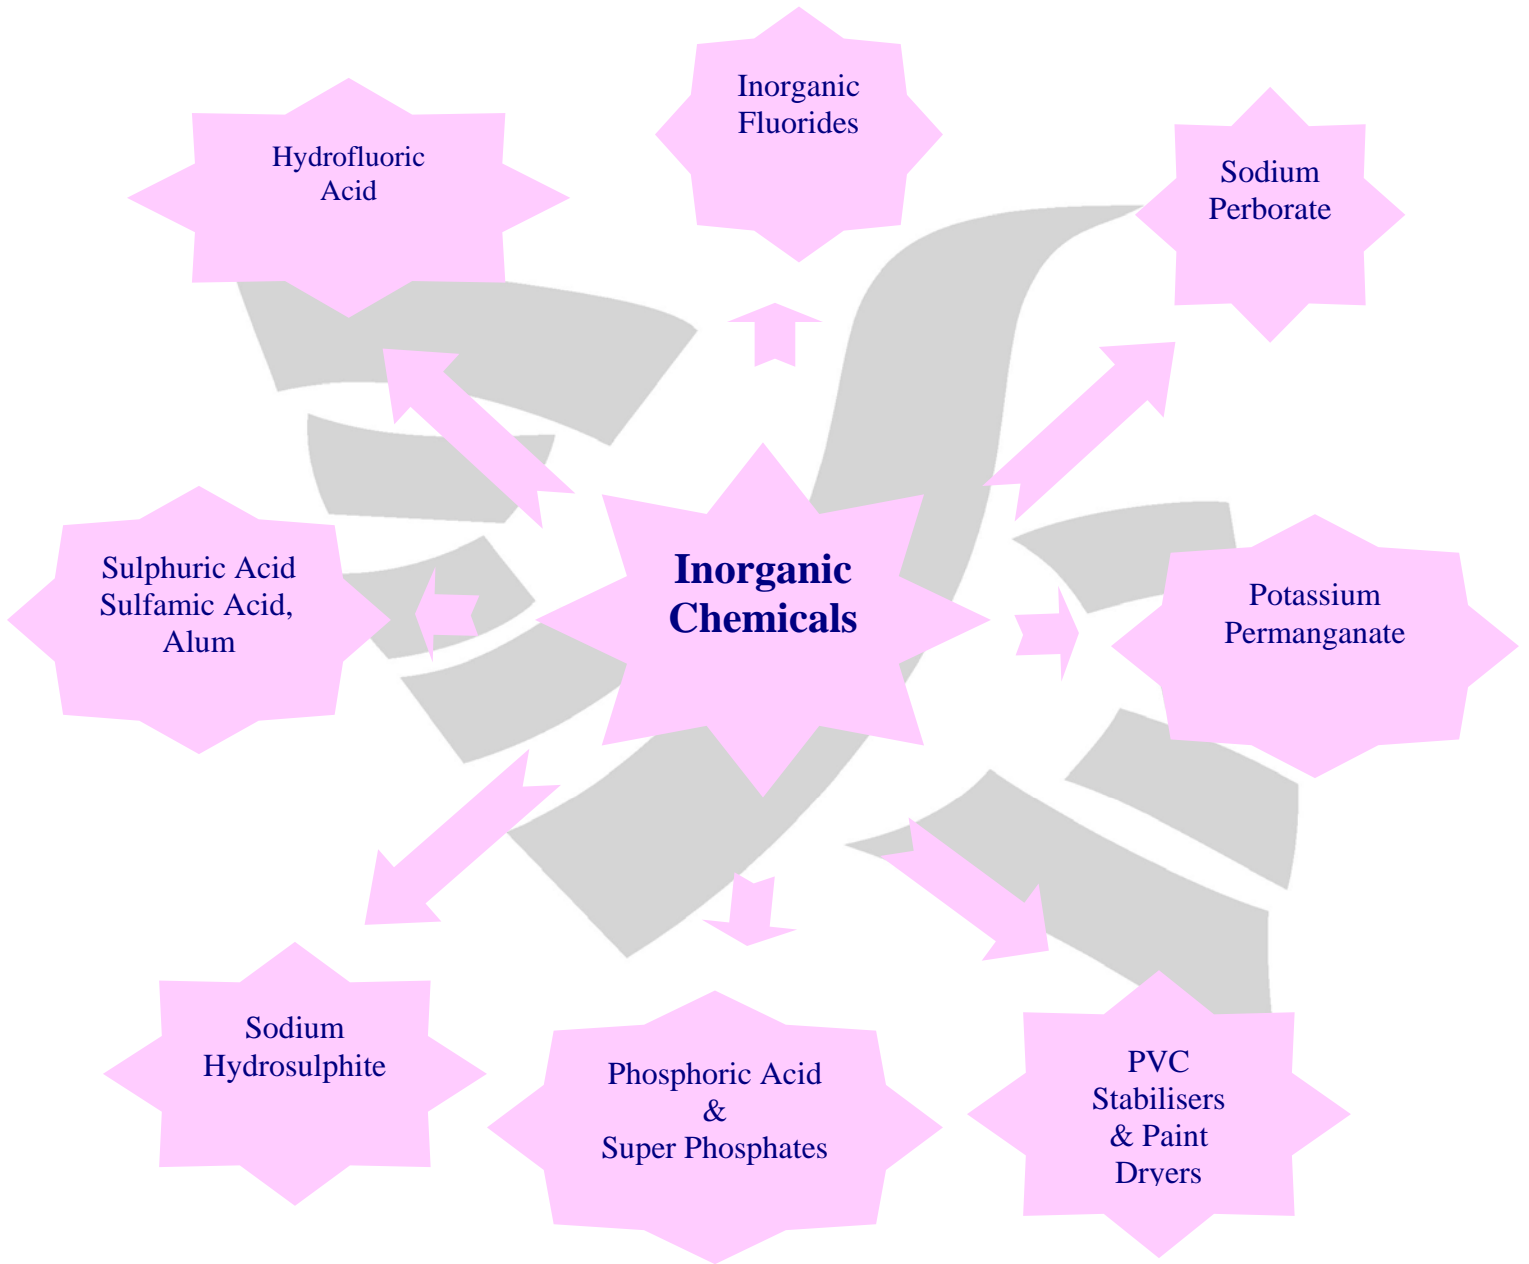 Inorganic
Fluorides
Hydrofluoric
Acid
Sodium
Perborate
Inorganic
Chemicals
Sulphuric Acid
Sulfamic Acid,
Alum
Potassium
Permanganate
Sodium
Hydrosulphite
Phosphoric Acid
&
Super Phosphates
PVC
Stabilisers
& Paint
Dryers